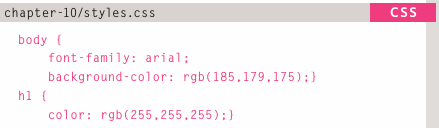 chapter-10/styles.css CSS
body {
    font-family: arial;
    background-color: rgb(185,179,175);}
h1 {
    color: rgb(255,255,255);}